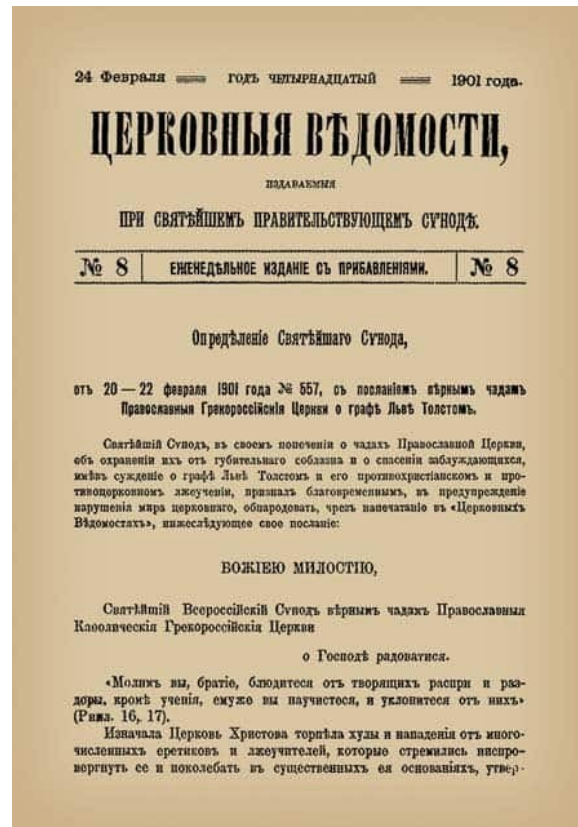 24 Февраля ГОДЪ ЧЕТЫРНАДЦАТЫЙ 1901 года.
ЦЕРКОВНЫЯ ВѢДОМОСТИ,
ИЗДАВАЕМЫЯ
ПРИ СВЯТѢЙШЕМЪ ПРАВИТЕЛЬСТВУЮЩЕМЪ СѴНОДѢ.
№ 8 ЕЖЕНЕДѢЛЬНОЕ ИЗДАНІЕ СЪ ПРИБАВЛЕНІЯМИ. № 8
Опредѣленіе Святѣйшаго Сѵнода,
отъ 20 — 22 февраля 1901 года № 557, съ посланіемъ вѣрнымъ чадамъ
Православныя Грекороссійскія Церкви о графѣ Львѣ Толстомъ.
Святѣйшій Сѵнодъ, въ своемъ попеченіи о чадахъ Православной Церкви,
объ охраненіи ихъ отъ губительнаго соблазна и о спасеніи заблуждающихся,
имѣвъ сужденіе о графѣ Львѣ Толстомъ и его противохристіанскомъ и про-
тивоцерковномъ лжеученіи, призналъ благовременнымъ, въ предупрежденіе
нарушенія мира церковнаго, обнародовать, чрезъ напечатаніе въ «Церковныхъ
Вѣдомостяхъ», нижеслѣдующее свое посланіе:
БОЖІЕЮ МИЛОСТІЮ,
Святѣйшій Всероссійскій Сѵнодъ вѣрнымъ чадамъ Православныя
Каѳолическія Грекороссійскія Церкви
о Господѣ радоватися.
«Молимъ вы, братіе, блюдитеся отъ творящихъ распри и раз-
доры, кромѣ ученія, емуже вы научистеся, и уклонитеся отъ нихъ»
(Римл. 16, 17).
Изначала Церковь Христова терпѣла хулы и нападенія отъ много-
численныхъ еретиковъ и лжеучителей, которые стремились ниспро-
вергнуть ее и поколебать въ существенныхъ ея основаніяхъ, утвер-